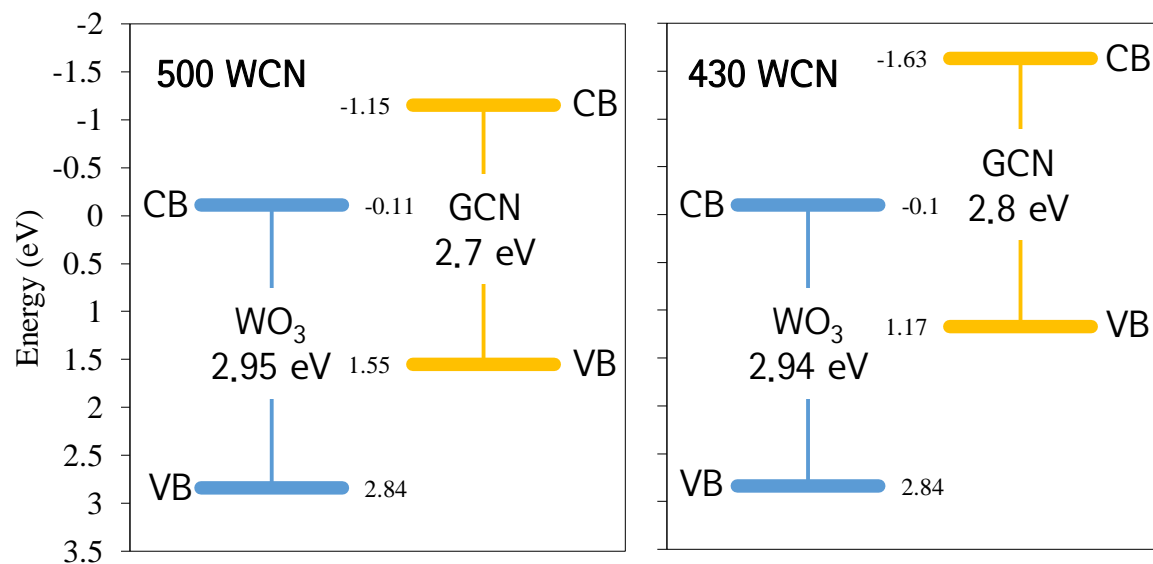 Energy (eV)
-2
-1.5
-1
-0.5
0
0.5
1
1.5
2
2.5
3
3.5
500 WCN
-1.15
CB
CB
-0.11
GCN
2.7 eV
WO₃
2.95 eV
1.55
VB
VB
2.84
430 WCN
-1.63
CB
GCN
2.8 eV
CB
-0.1
WO₃
2.94 eV
1.17
VB
VB
2.84